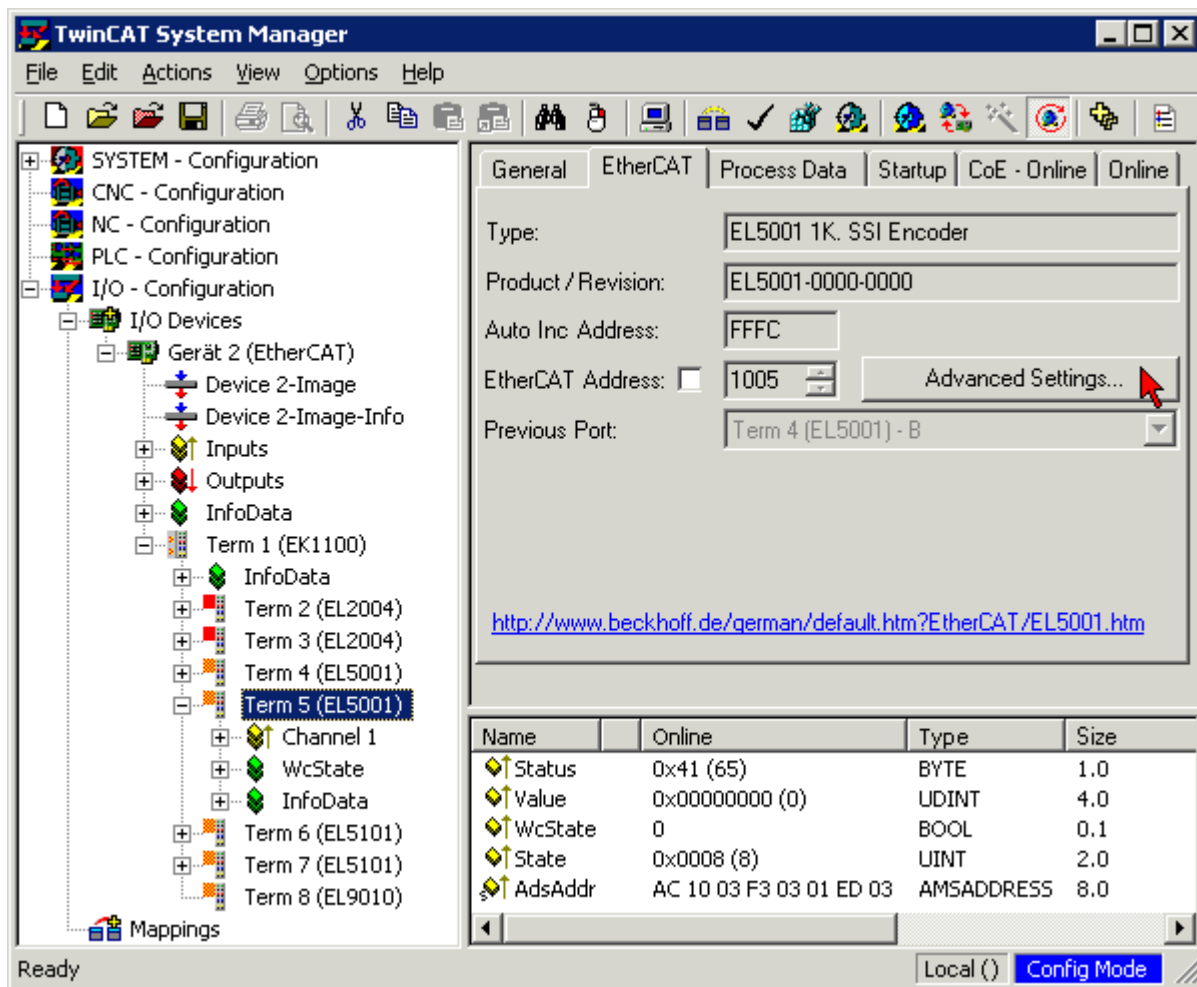 TwinCAT System Manager
File Edit Actions View Options Help
SYSTEM - Configuration
CNC - Configuration
NC - Configuration
PLC - Configuration
I/O - Configuration
I/O Devices
Gerät 2 (EtherCAT)
Device 2-Image
Device 2-Image-Info
Inputs
Outputs
InfoData
Term 1 (EK1100)
InfoData
Term 2 (EL2004)
Term 3 (EL2004)
Term 4 (EL5001)
Term 5 (EL5001)
Channel 1
WcState
InfoData
Term 6 (EL5101)
Term 7 (EL5101)
Term 8 (EL9010)
Mappings
General EtherCAT Process Data Startup CoE - Online Online
Type: EL5001 1K. SSI Encoder
Product / Revision: EL5001-0000-0000
Auto Inc Address: FFFC
EtherCAT Address: 1005 Advanced Settings...
Previous Port: Term 4 (EL5001) - B
http://www.beckhoff.de/german/default.htm?EtherCAT/EL5001.htm
Name Online Type Size
Status 0x41 (65) BYTE 1.0
Value 0x00000000 (0) UDINT 4.0
WcState 0 BOOL 0.1
State 0x0008 (8) UINT 2.0
AdsAddr AC 10 03 F3 03 01 ED 03 AMSADDRESS 8.0
Ready Local () Config Mode